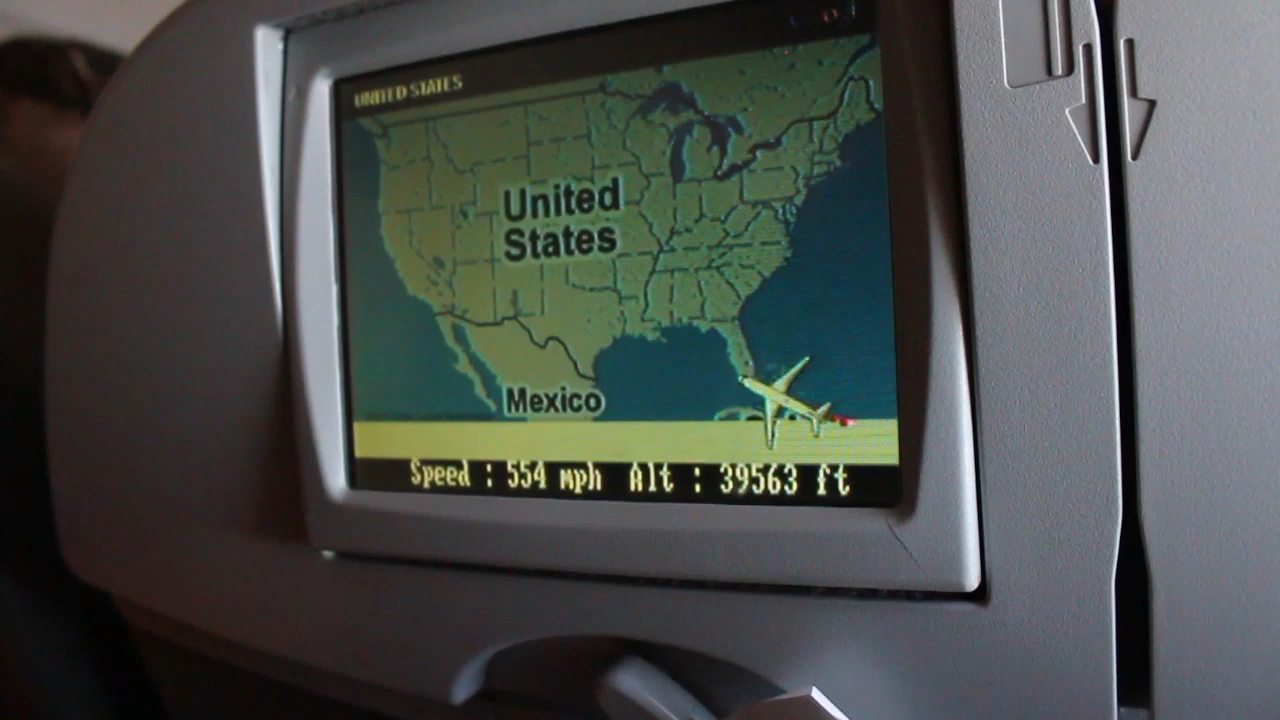 UNITED STATES
United
States
Mexico
Speed : 554 mph Alt : 39563 ft